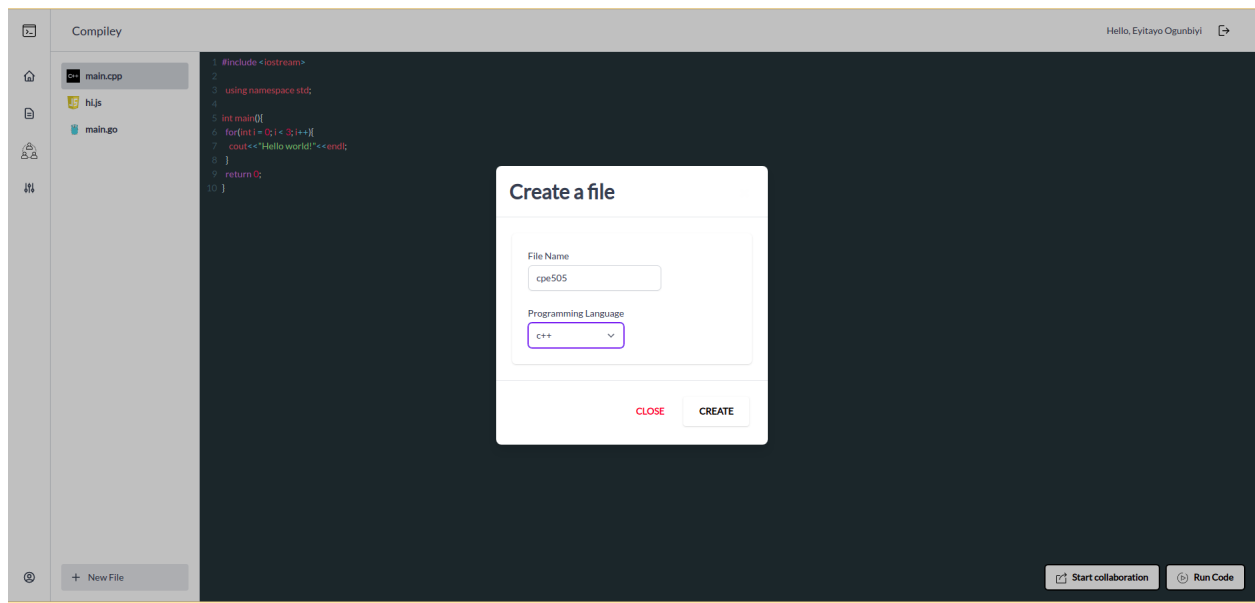 Compiley
Hello, Eyitayo Ogunbiyi
C++ main.cpp
hi.js
main.go
1 #include <iostream>
2
3 using namespace std;
4
5 int main(){
6 for(int i = 0; i < 3; i++){
7 cout<<"Hello world!"<<endl;
8 }
9 return 0;
10 }
Create a file
File Name
cpe505
Programming Language
c++
CLOSE CREATE
+ New File
Start collaboration Run Code